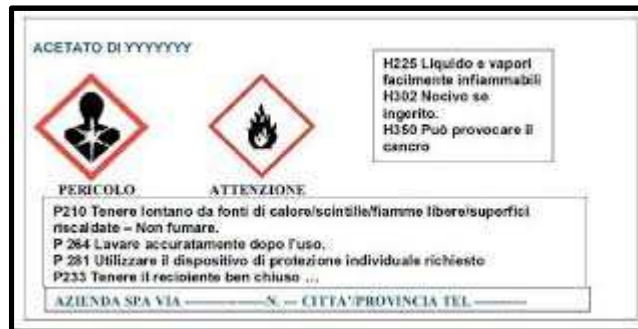 ACETATO DI YYYYYYY
H225 Liquido e vapori
facilmente infiammabili
H302 Nocivo se
ingerito.
H350 Può provocare il
cancro
PERICOLO
ATTENZIONE
P210 Tenere lontano da fonti di calore/scintille/fiamme libere/superfici
riscaldate – Non fumare.
P 264 Lavare accuratamente dopo l'uso.
P 281 Utilizzare il dispositivo di protezione individuale richiesto
P233 Tenere il recipiente ben chiuso ...
AZIENDA SPA VIA ----------------N. --- CITTA'/PROVINCIA TEL ----------